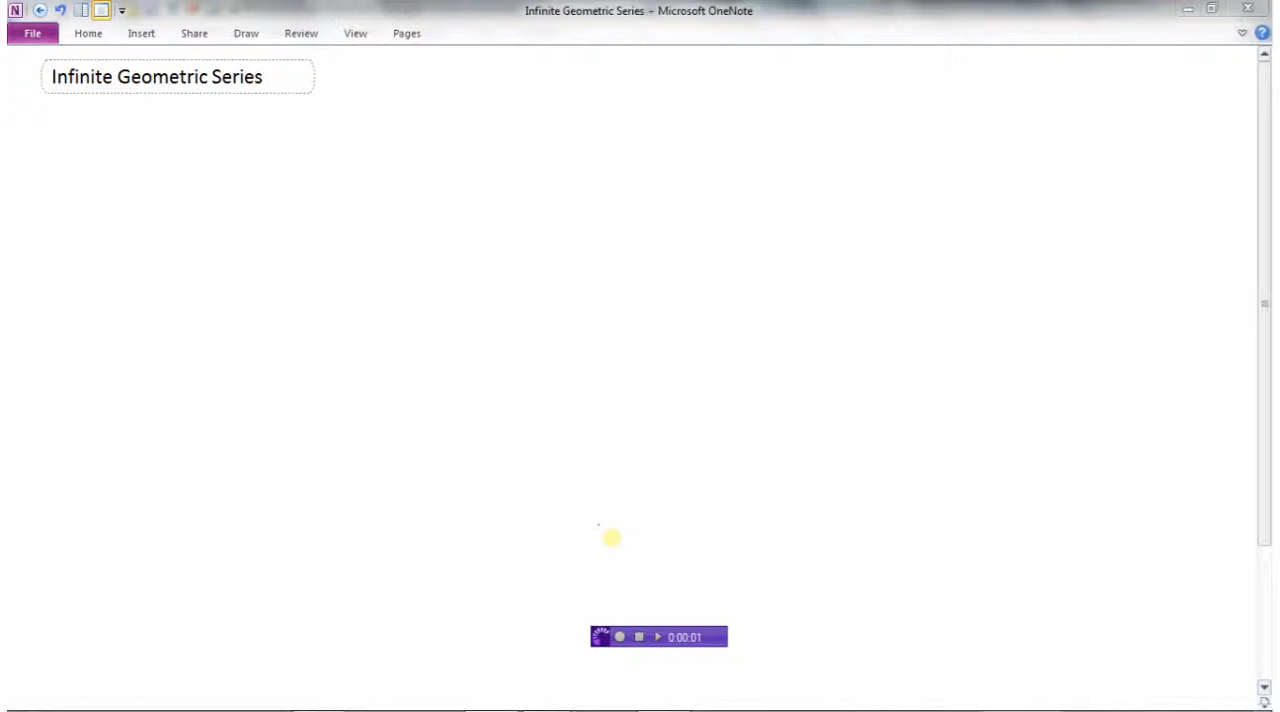 Infinite Geometric Series - Microsoft OneNote
File Home Insert Share Draw Review View Pages
Infinite Geometric Series
0:00:01